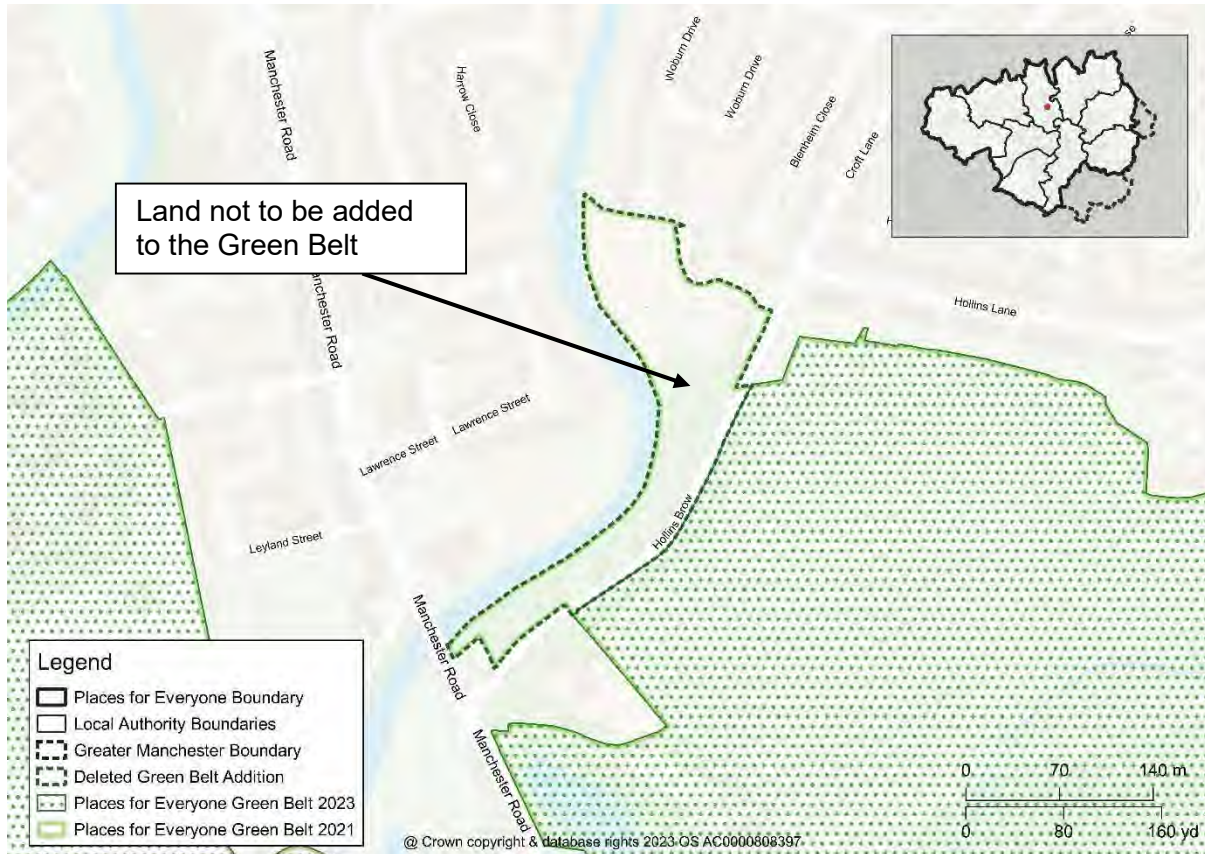 Manchester Road
Harrow Close
Woburn Drive
Woburn Drive
Blenheim Close
Croft Lane
Land not to be added
to the Green Belt
Hollins Lane
Lawrence Street
Lawrence Street
Leyland Street
Hollins Brow
Manchester Road
Manchester Road
Legend
Places for Everyone Boundary
Local Authority Boundaries
Greater Manchester Boundary
Deleted Green Belt Addition
Places for Everyone Green Belt 2023
Places for Everyone Green Belt 2021
0 70 140 m
0 80 160 yd
@ Crown copyright & database rights 2023 OS AC0000808397